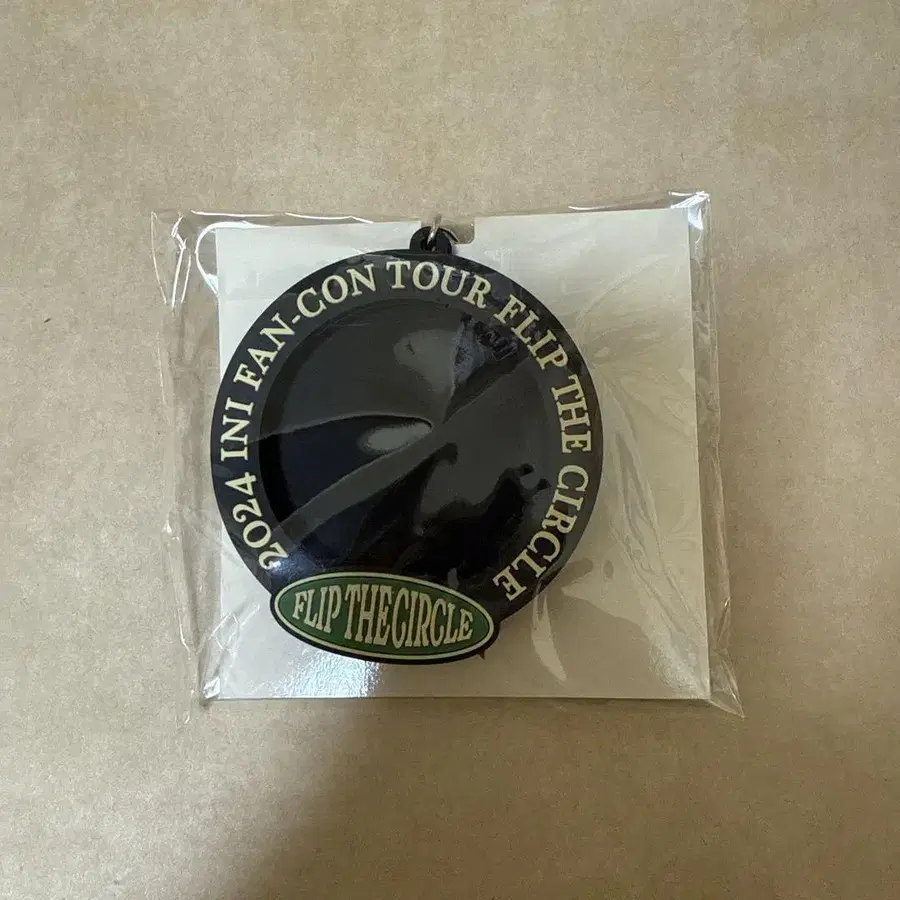 2024 INI FAN-CON TOUR FLIP THE CIRCLE
FLIP THE CIRCLE